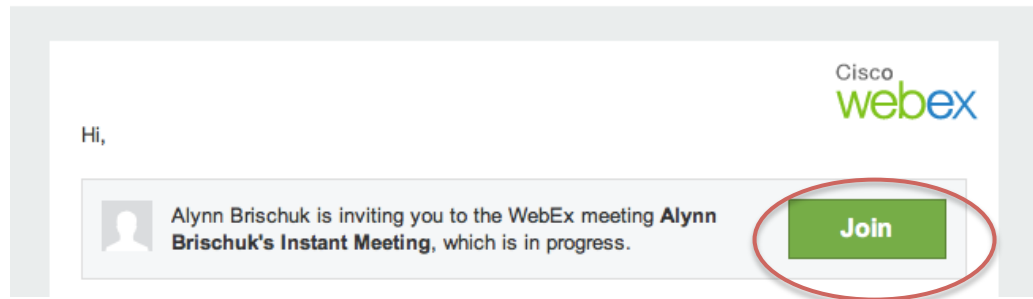 Cisco
webex
Hi,
Alynn Brischuk is inviting you to the WebEx meeting Alynn
Brischuk's Instant Meeting, which is in progress.
Join